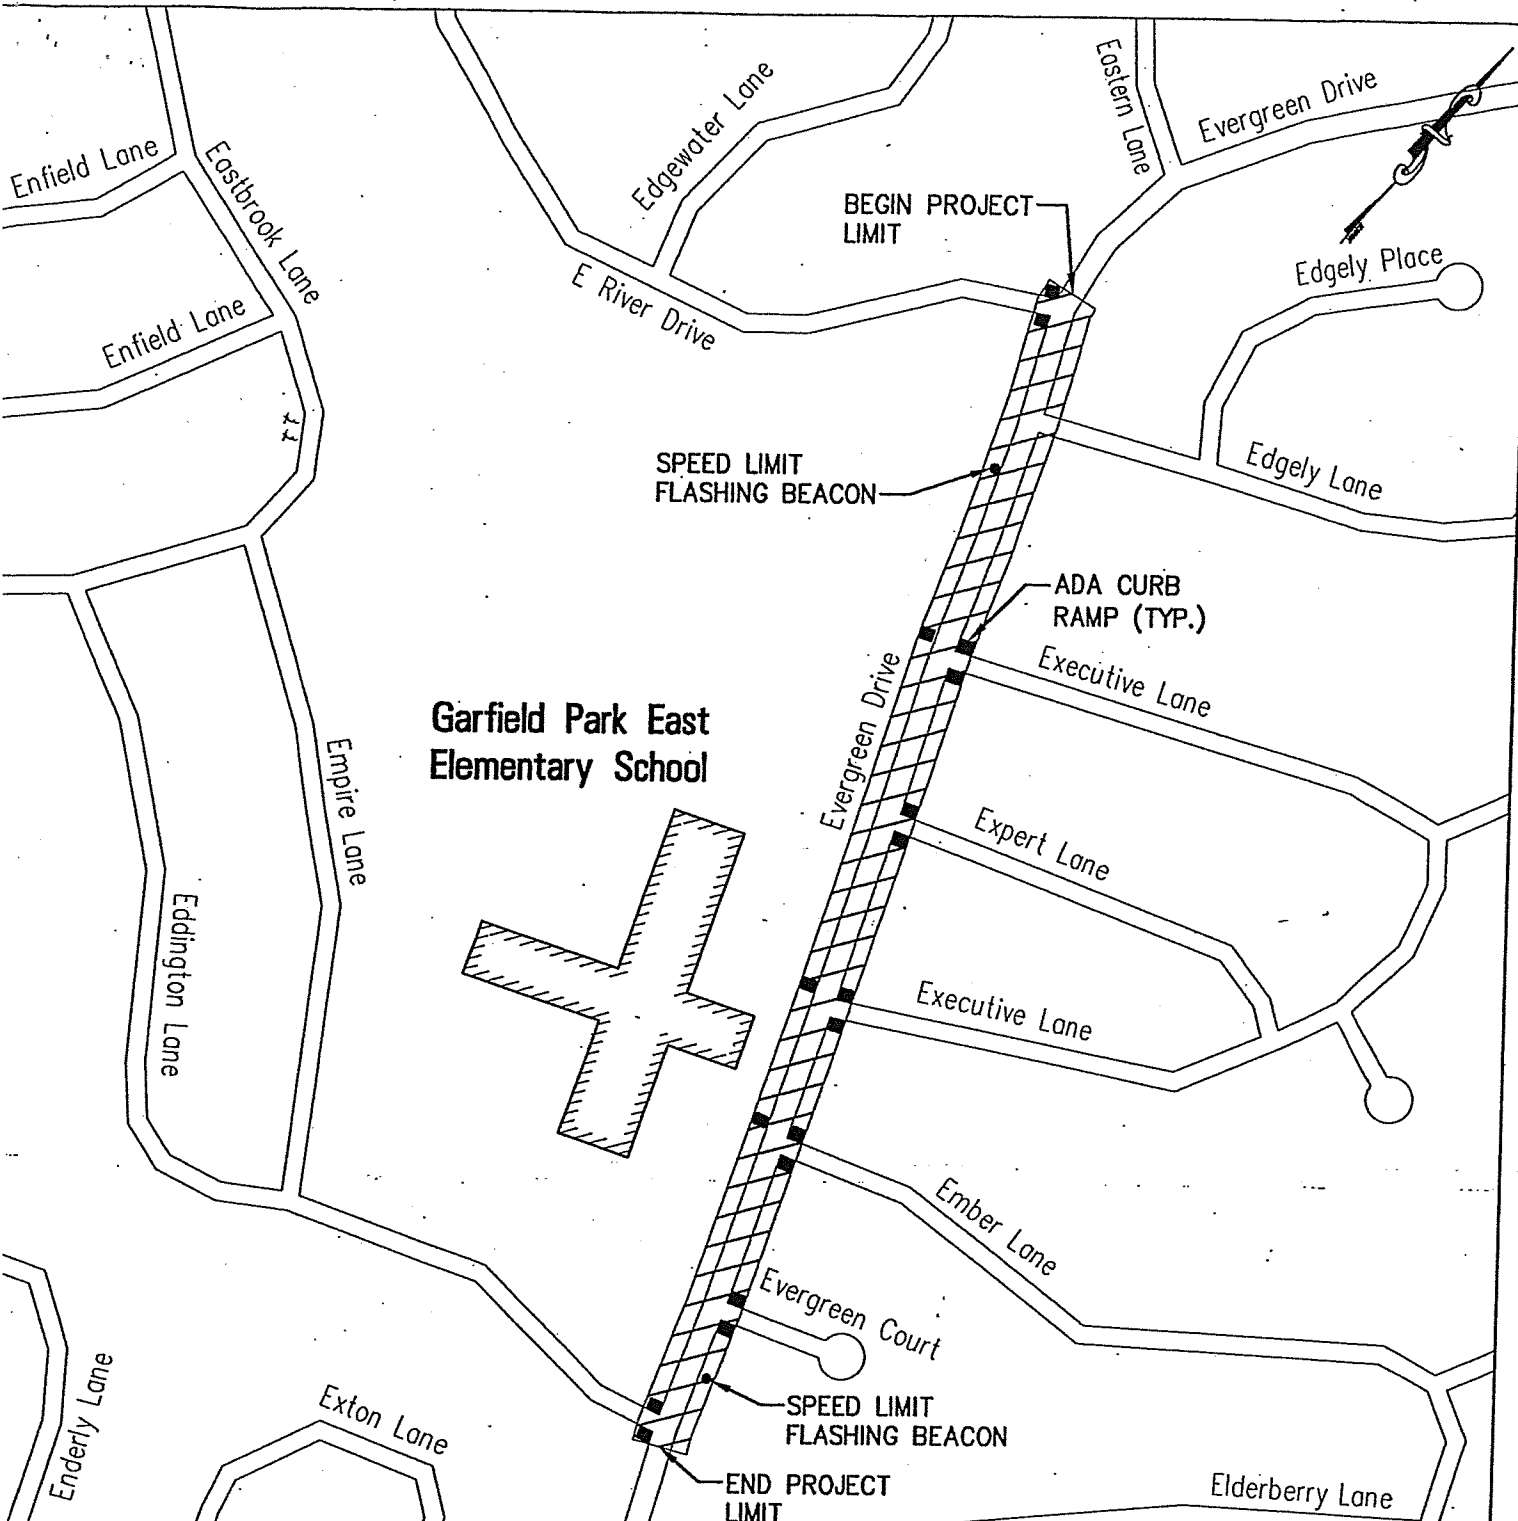 Eastern Lane
Evergreen Drive
Edgewater Lane
Enfield Lane
Eastbrook Lane
BEGIN PROJECT
LIMIT
Edgely Place
E River Drive
Enfield Lane
SPEED LIMIT
FLASHING BEACON
Edgely Lane
ADA CURB
RAMP (TYP.)
Executive Lane
Evergreen Drive
Garfield Park East
Elementary School
Empire Lane
Expert Lane
Eddington Lane
Executive Lane
Ember Lane
Evergreen Court
Enderly Lane
Exton Lane
SPEED LIMIT
FLASHING BEACON
END PROJECT
LIMIT
Elderberry Lane